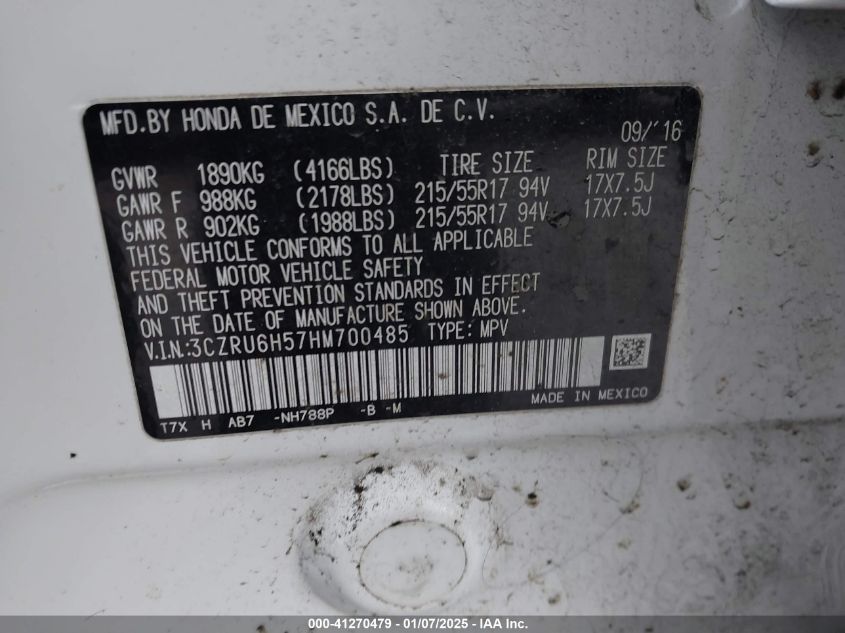 MFD.BY HONDA DE MEXICO S.A. DE C.V.
09/'16
GVWR 1890KG (4166LBS) TIRE SIZE RIM SIZE
GAWR F 988KG (2178LBS) 215/55R17 94V 17X7.5J
GAWR R 902KG (1988LBS) 215/55R17 94V 17X7.5J
THIS VEHICLE CONFORMS TO ALL APPLICABLE
FEDERAL MOTOR VEHICLE SAFETY
AND THEFT PREVENTION STANDARDS IN EFFECT
ON THE DATE OF MANUFACTURE SHOWN ABOVE.
V.I.N:3CZRU6H57HM700485 TYPE: MPV
T7X H AB7 -NH788P -B -M MADE IN MEXICO
000-41270479 - 01/07/2025 - IAA Inc.